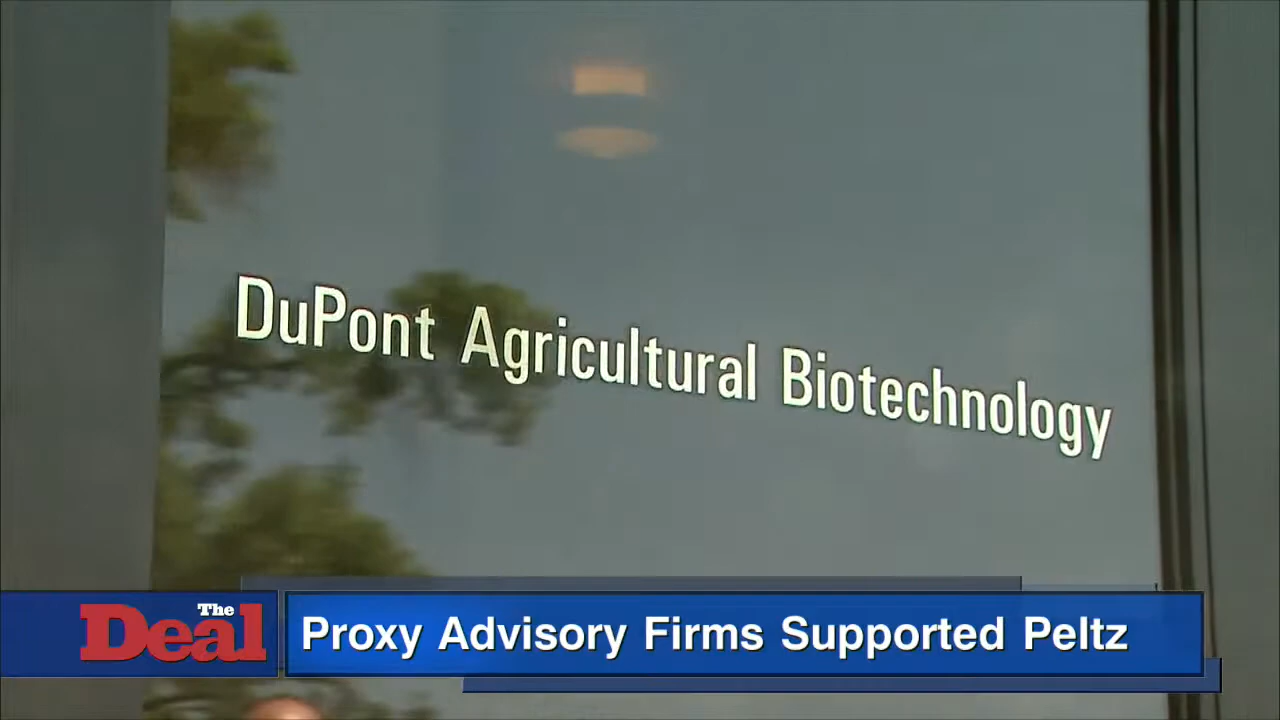 DuPont Agricultural Biotechnology
The
Deal
Proxy Advisory Firms Supported Peltz